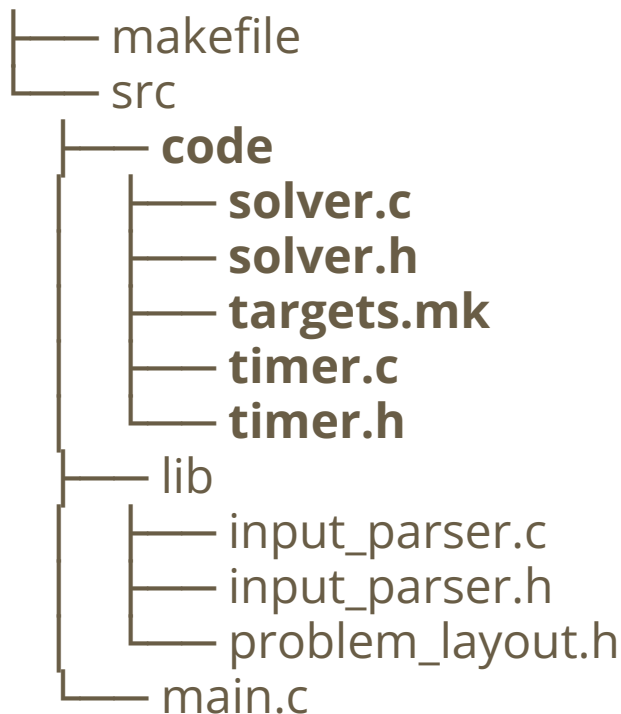 makefile
src
code
solver.c
solver.h
targets.mk
timer.c
timer.h
lib
input_parser.c
input_parser.h
problem_layout.h
main.c